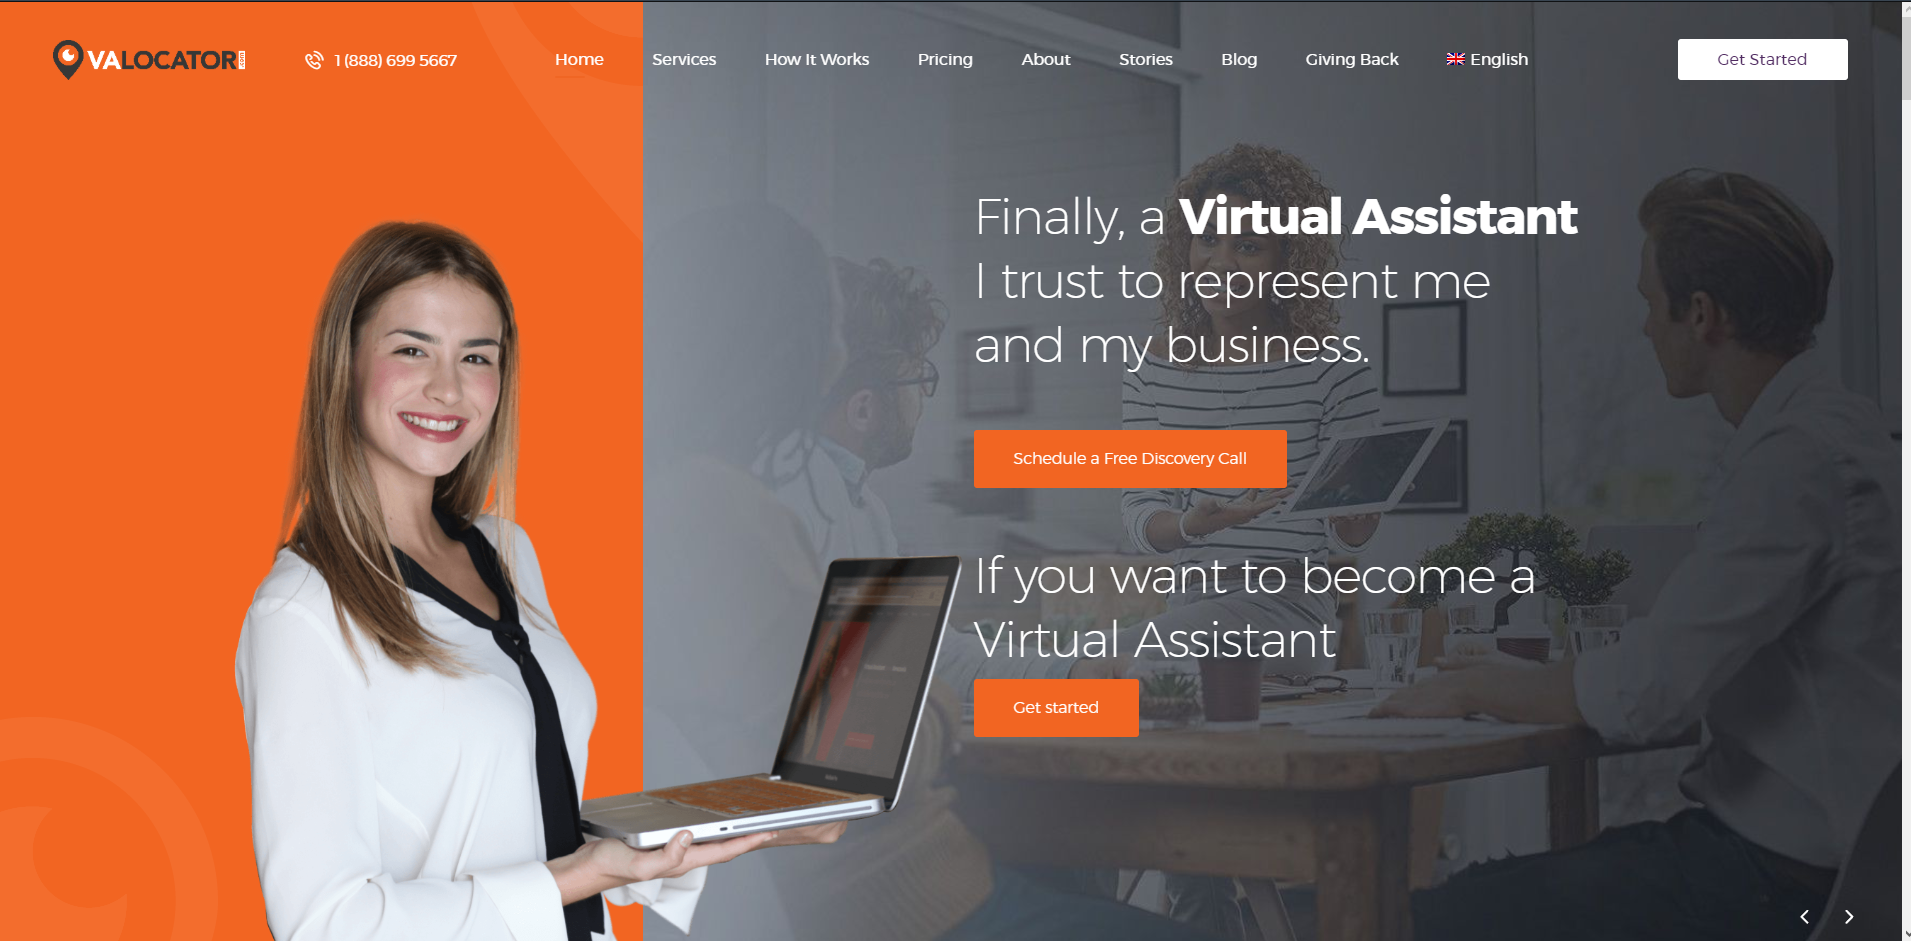 VALOCATOR
1 (888) 699 5667
Home
Services
How It Works
Pricing
About
Stories
Blog
Giving Back
English
Get Started
Finally, a Virtual Assistant
I trust to represent me
and my business.
Schedule a Free Discovery Call
If you want to become a
Virtual Assistant
Get started